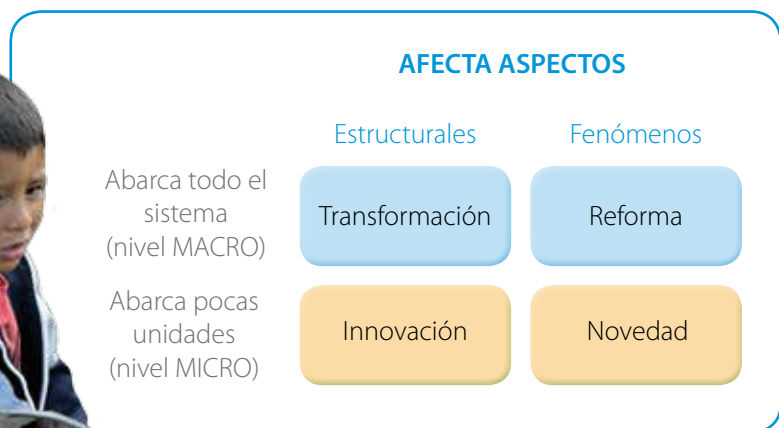 AFECTA ASPECTOS
Estructurales Fenómenos
Abarca todo el
sistema
(nivel MACRO)
Transformación Reforma
Abarca pocas
unidades
(nivel MICRO)
Innovación Novedad